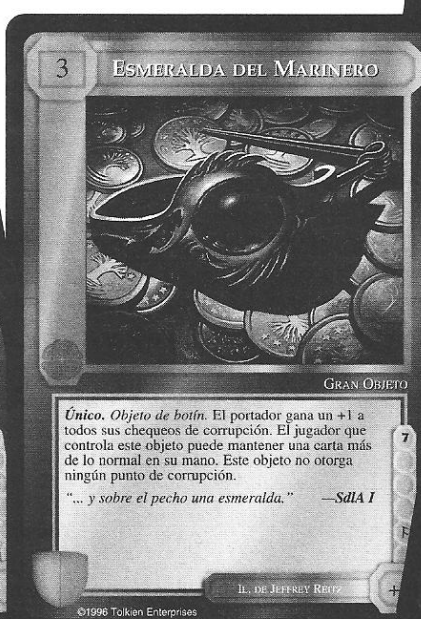 3
ESMERALDA DEL MARINERO
GRAN OBJETO
Único. Objeto de botín. El portador gana un +1 a
todos sus chequeos de corrupción. El jugador que
controla este objeto puede mantener una carta más
de lo normal en su mano. Este objeto no otorga
ningún punto de corrupción.
"... y sobre el pecho una esmeralda." —SdlA I
7
IL. DE JEFFREY REITZ
+
©1996 Tolkien Enterprises